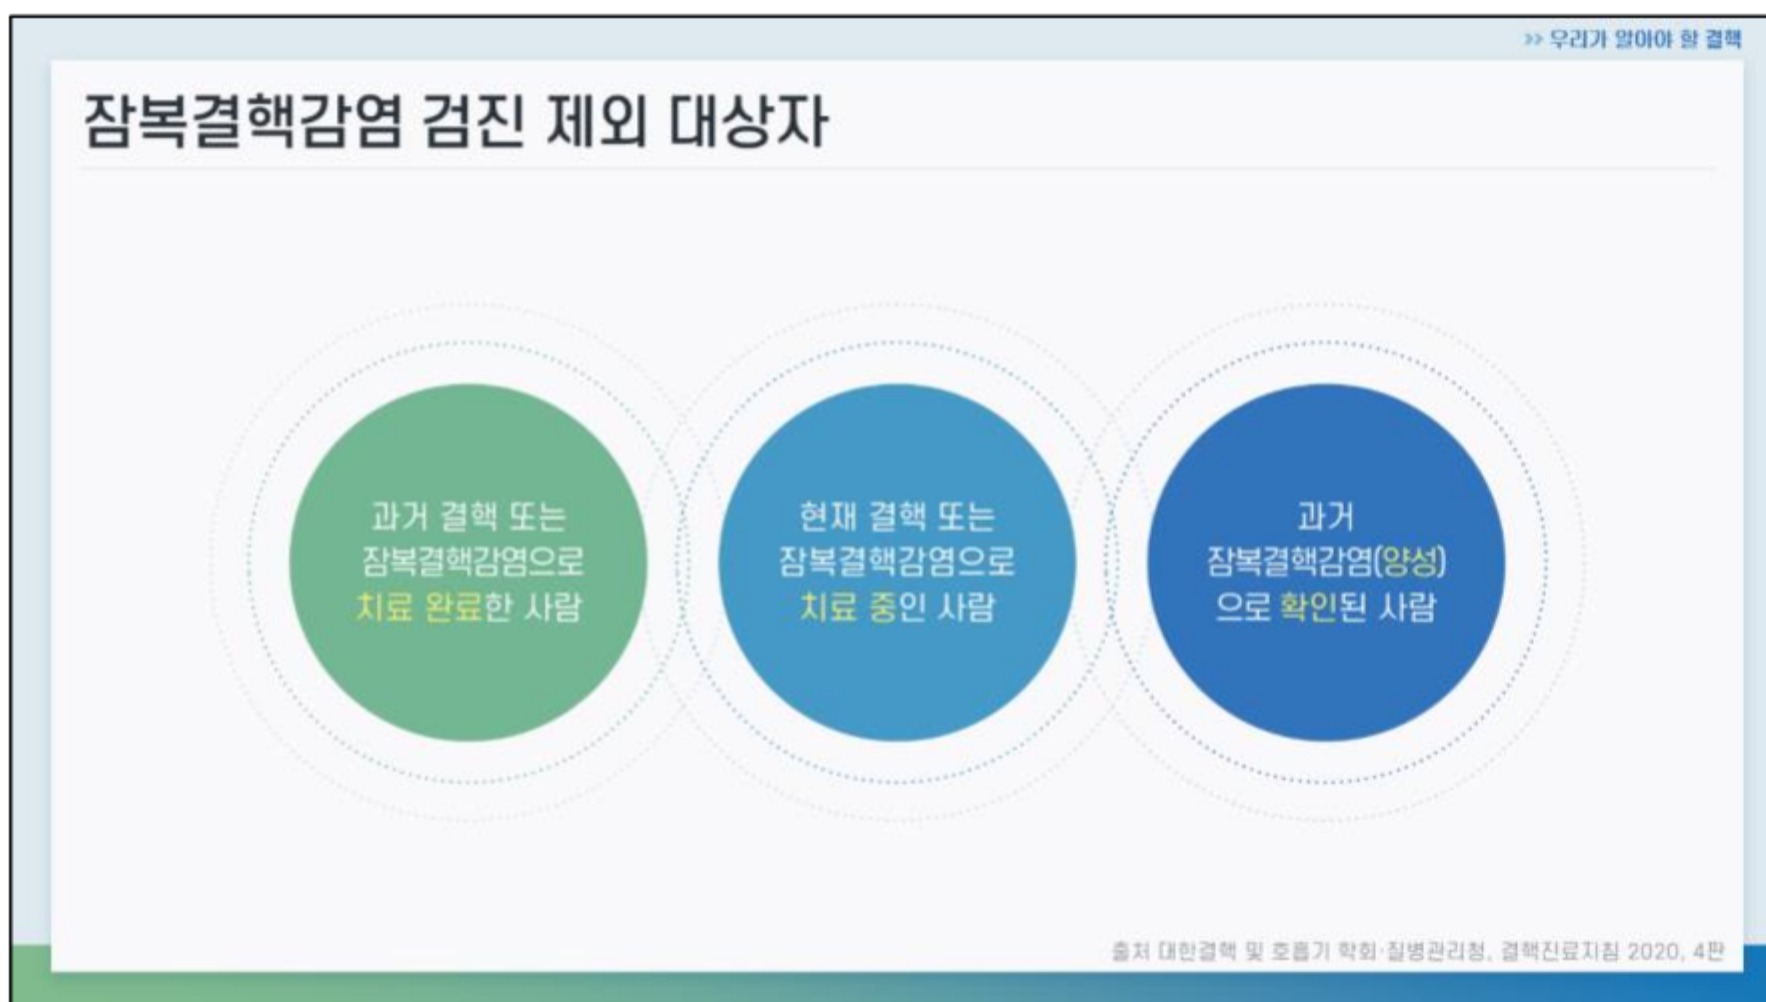 >> 우리가 알아야 할 결핵
잠복결핵감염 검진 제외 대상자
과거 결핵 또는
잠복결핵감염으로
치료 완료한 사람
현재 결핵 또는
잠복결핵감염으로
치료 중인 사람
과거
잠복결핵감염(양성)
으로 확인된 사람
출처 대한결핵 및 호흡기 학회·질병관리청, 결핵진료지침 2020, 4판